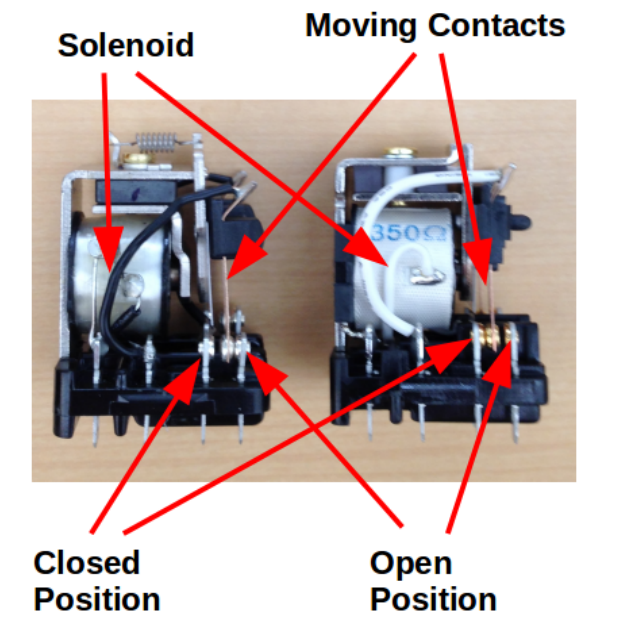 Moving Contacts
Solenoid
350Ω
Closed
Position
Open
Position